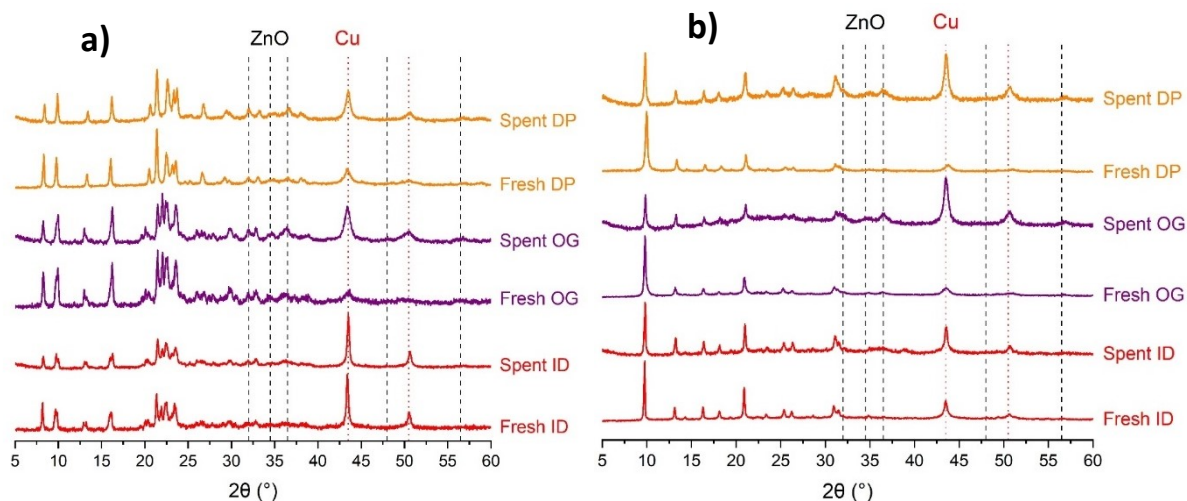 a)
ZnO
Cu
Spent DP
Fresh DP
Spent OG
Fresh OG
Spent ID
Fresh ID
5 10 15 20 25 30 35 40 45 50 55 60
2θ (°)
b)
ZnO
Cu
Spent DP
Fresh DP
Spent OG
Fresh OG
Spent ID
Fresh ID
5 10 15 20 25 30 35 40 45 50 55 60
2θ (°)